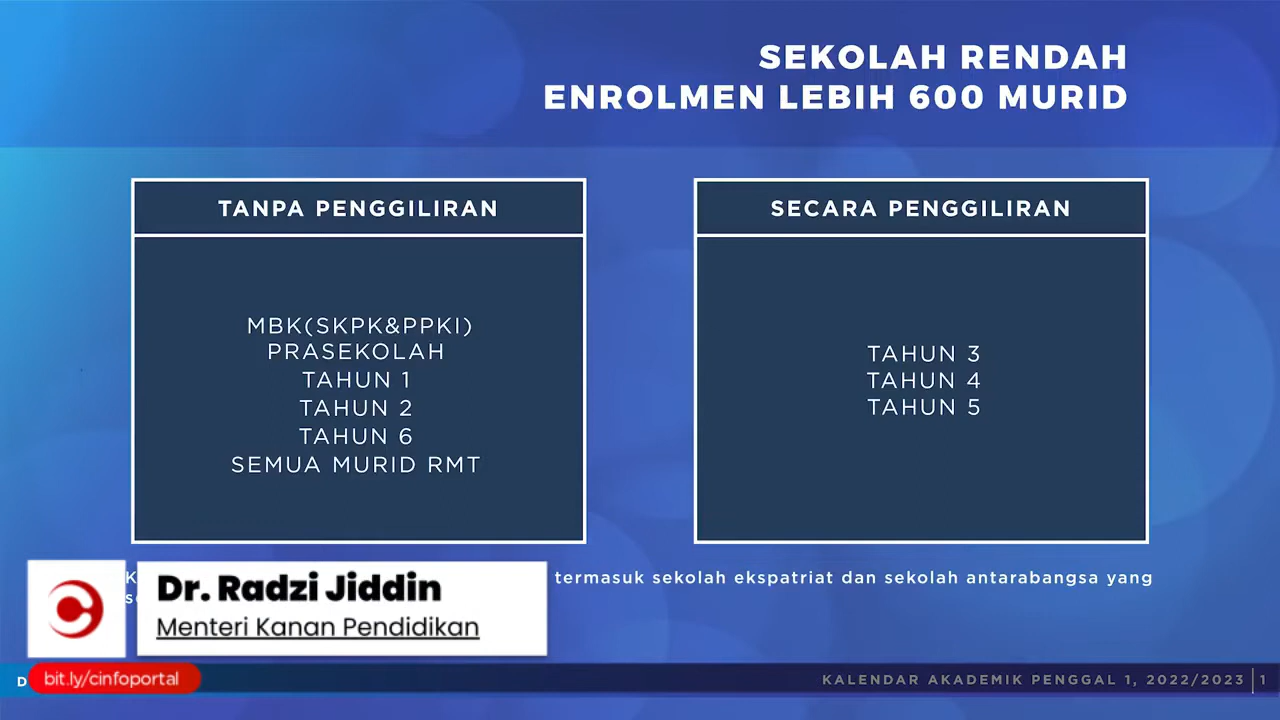 SEKOLAH RENDAH
ENROLMEN LEBIH 600 MURID
TANPA PENGGILIRAN
MBK(SKPK&PPKI)
PRASEKOLAH
TAHUN 1
TAHUN 2
TAHUN 6
SEMUA MURID RMT
SECARA PENGGILIRAN
TAHUN 3
TAHUN 4
TAHUN 5
termasuk sekolah ekspatriat dan sekolah antarabangsa yang
Dr. Radzi Jiddin
Menteri Kanan Pendidikan
bit.ly/cinfoportal
KALENDAR AKADEMIK PENGGAL 1, 2022/2023 | 1